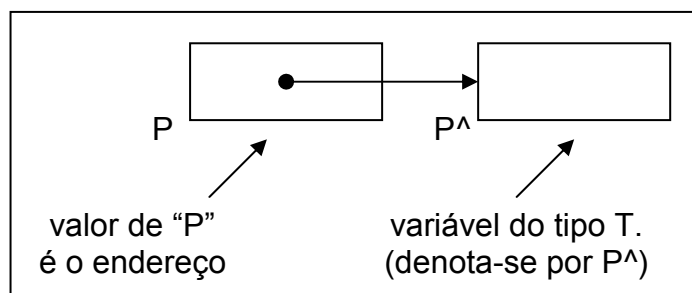 P P^
valor de “P” variável do tipo T.
é o endereço (denota-se por P^)